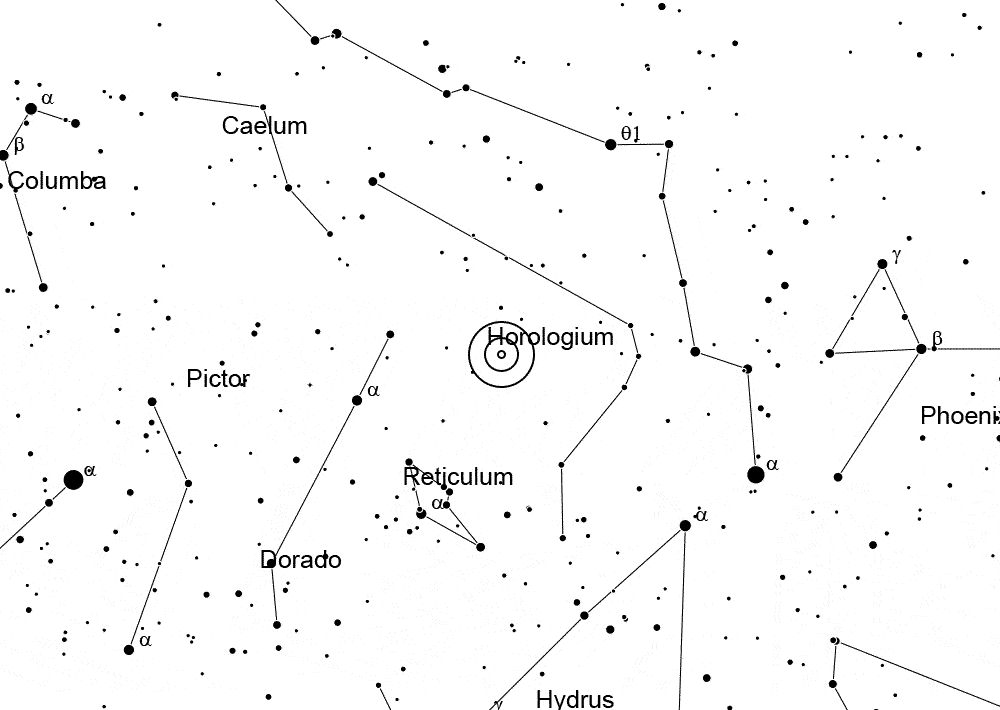 α
Caelum
θ1
β
Columba
γ
Horologium
β
Pictor
α
Phoenix
α
α
Reticulum
α
α
Dorado
α
α
Hydrus
γ